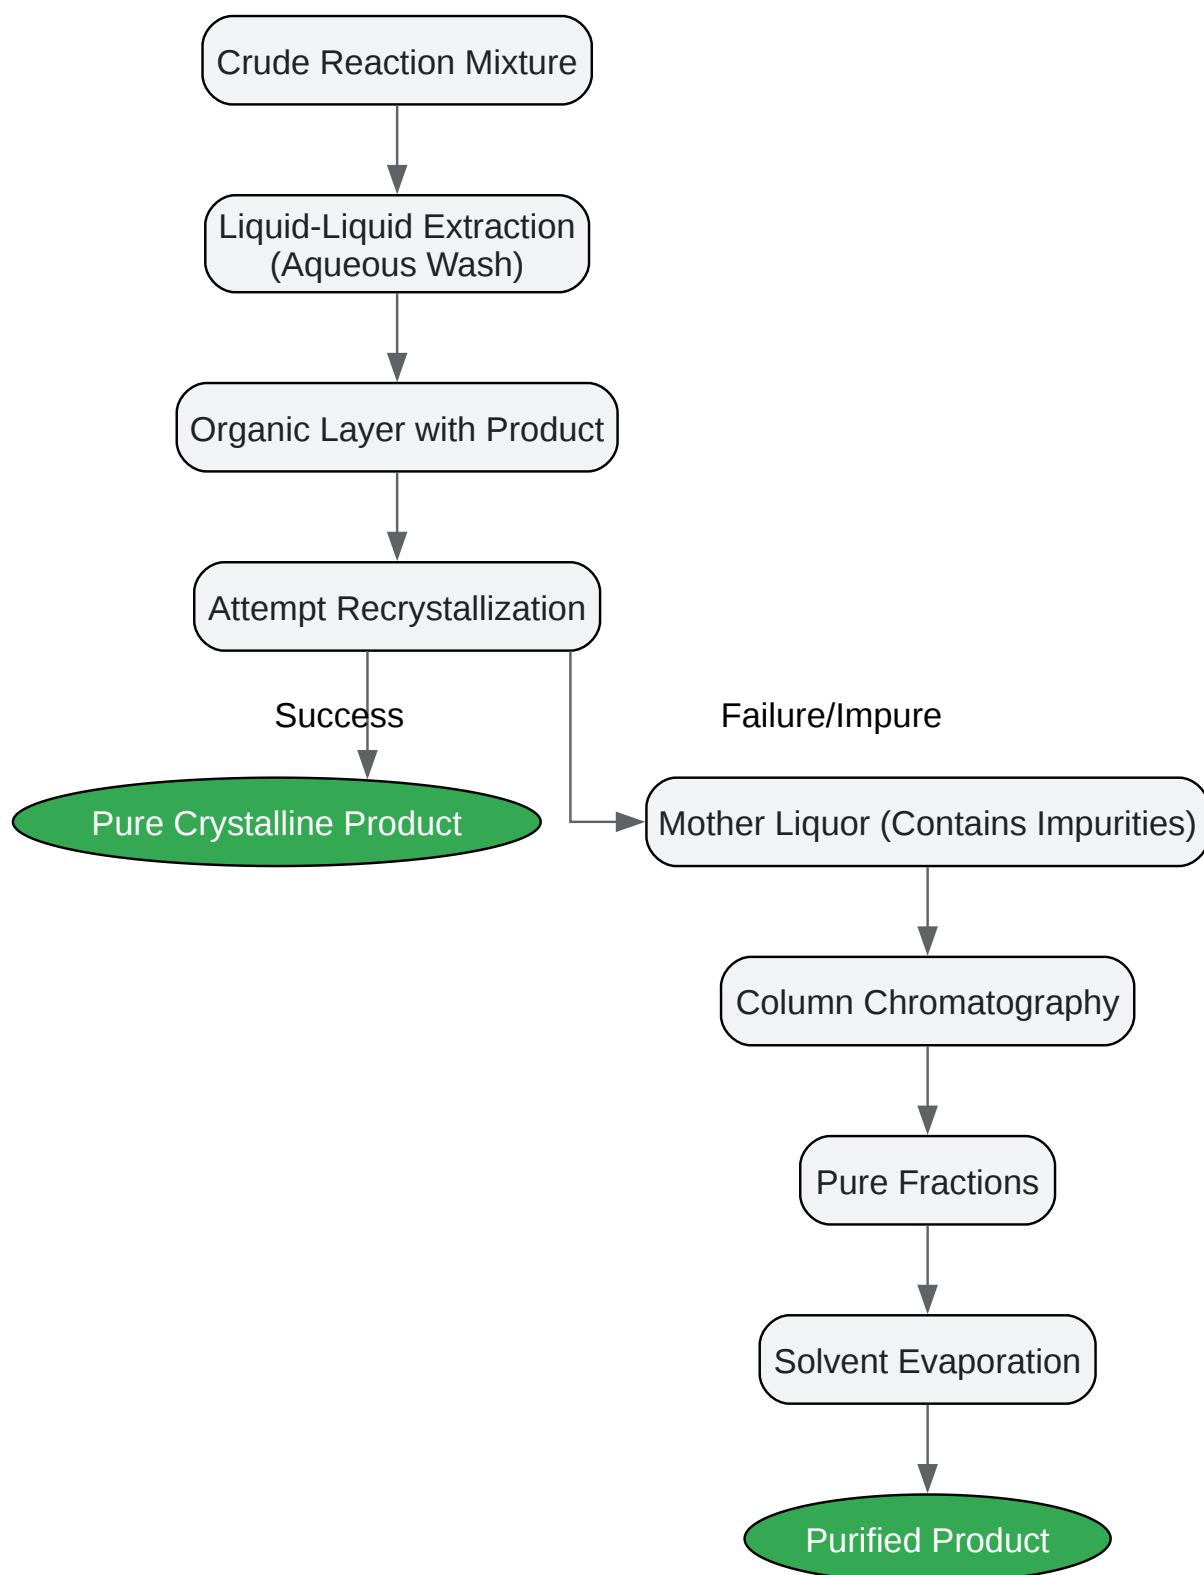 Crude Reaction Mixture
Liquid-Liquid Extraction
(Aqueous Wash)
Organic Layer with Product
Attempt Recrystallization
Success
Failure/Impure
Pure Crystalline Product
Mother Liquor (Contains Impurities)
Column Chromatography
Pure Fractions
Solvent Evaporation
Purified Product